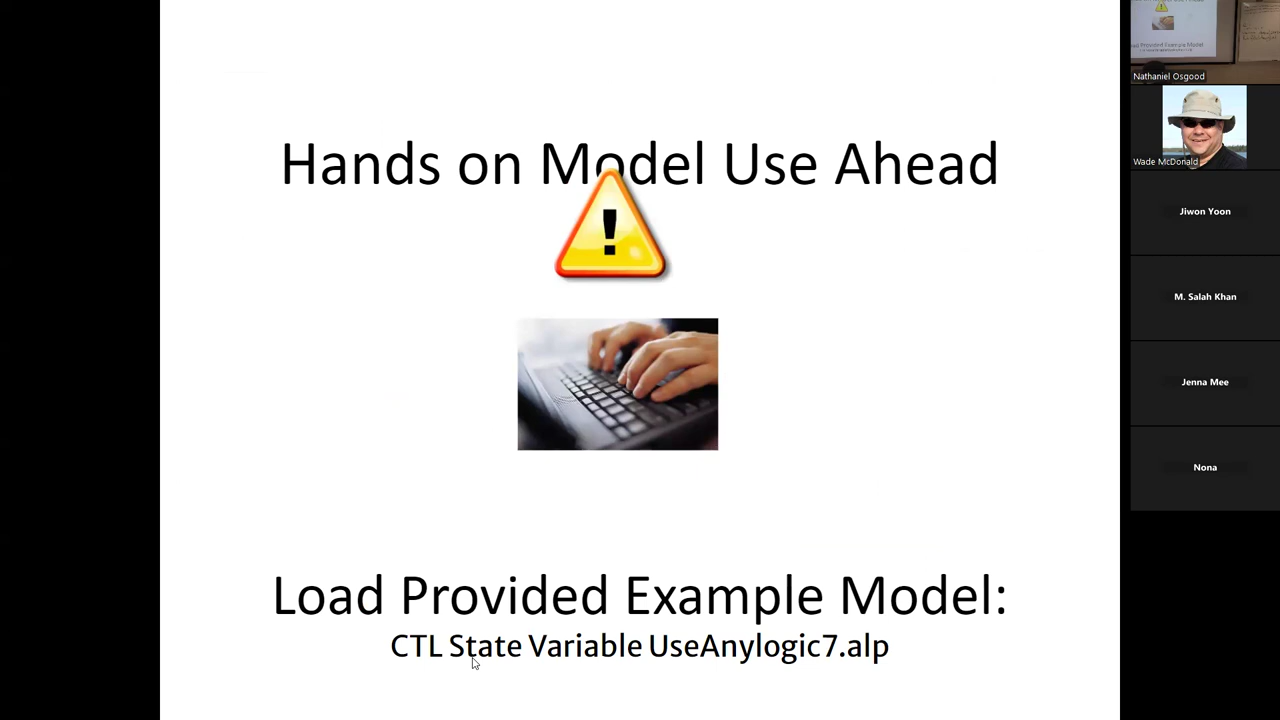 Hands on Model Use Ahead
Load Provided Example Model:
CTL State Variable UseAnylogic7.alp
Nathaniel Osgood
Wade McDonald
Jiwon Yoon
M. Salah Khan
Jenna Mee
Nona